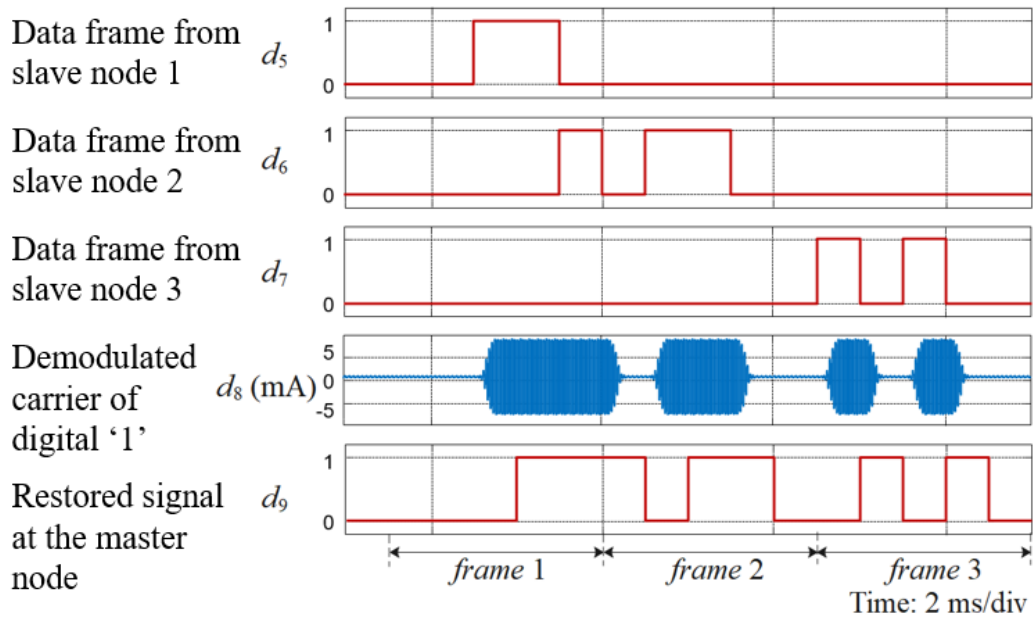 Data frame from
slave node 1
d5
1
0
Data frame from
slave node 2
d6
1
0
Data frame from
slave node 3
d7
1
0
Demodulated
carrier of
digital ‘1’
d8 (mA)
5
0
-5
Restored signal
at the master
node
d9
1
0
frame 1
frame 2
frame 3
Time: 2 ms/div